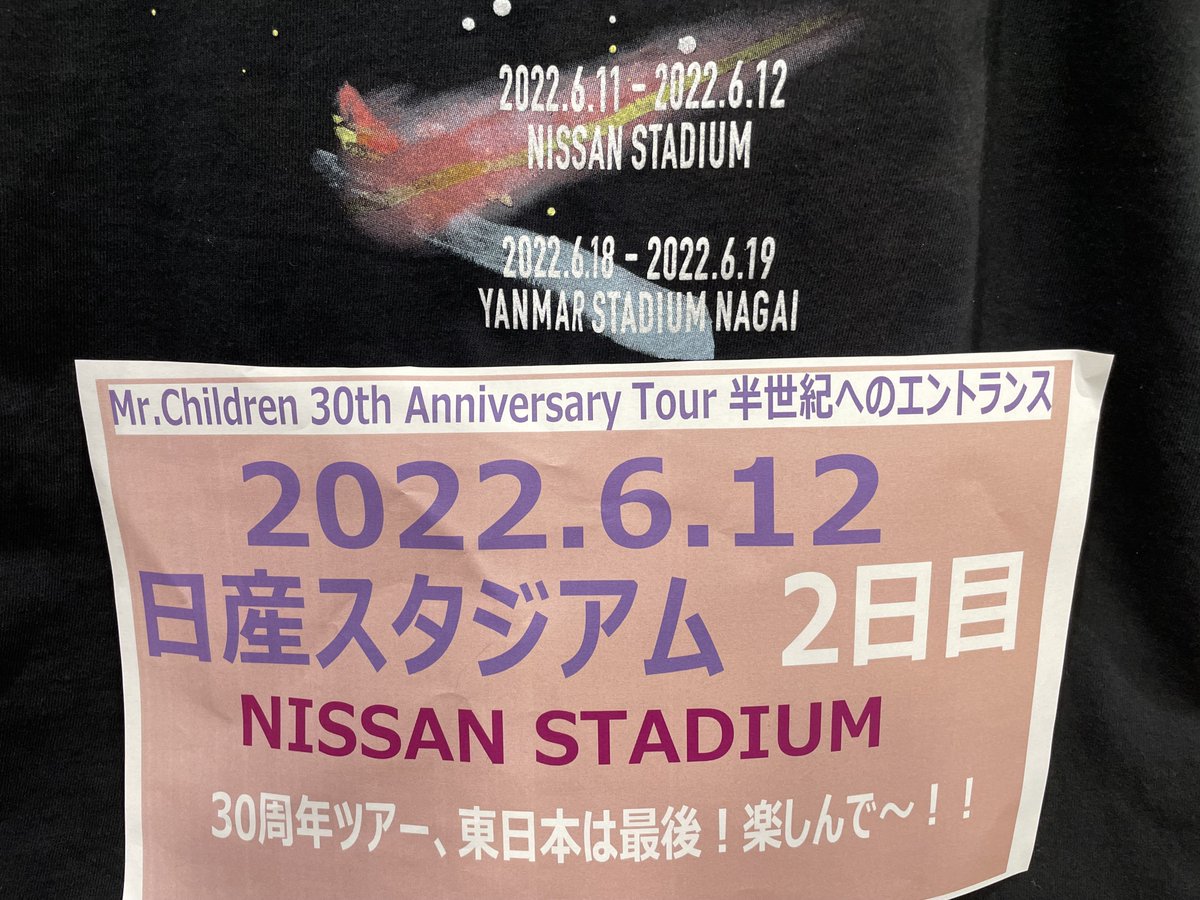 2022.6.11 - 2022.6.12
NISSAN STADIUM
2022.6.18 - 2022.6.19
YANMAR STADIUM NAGAI
Mr.Children 30th Anniversary Tour 半世紀へのエントランス
2022.6.12
日産スタジアム 2日目
NISSAN STADIUM
30周年ツアー、東日本は最後！楽しんで～！！